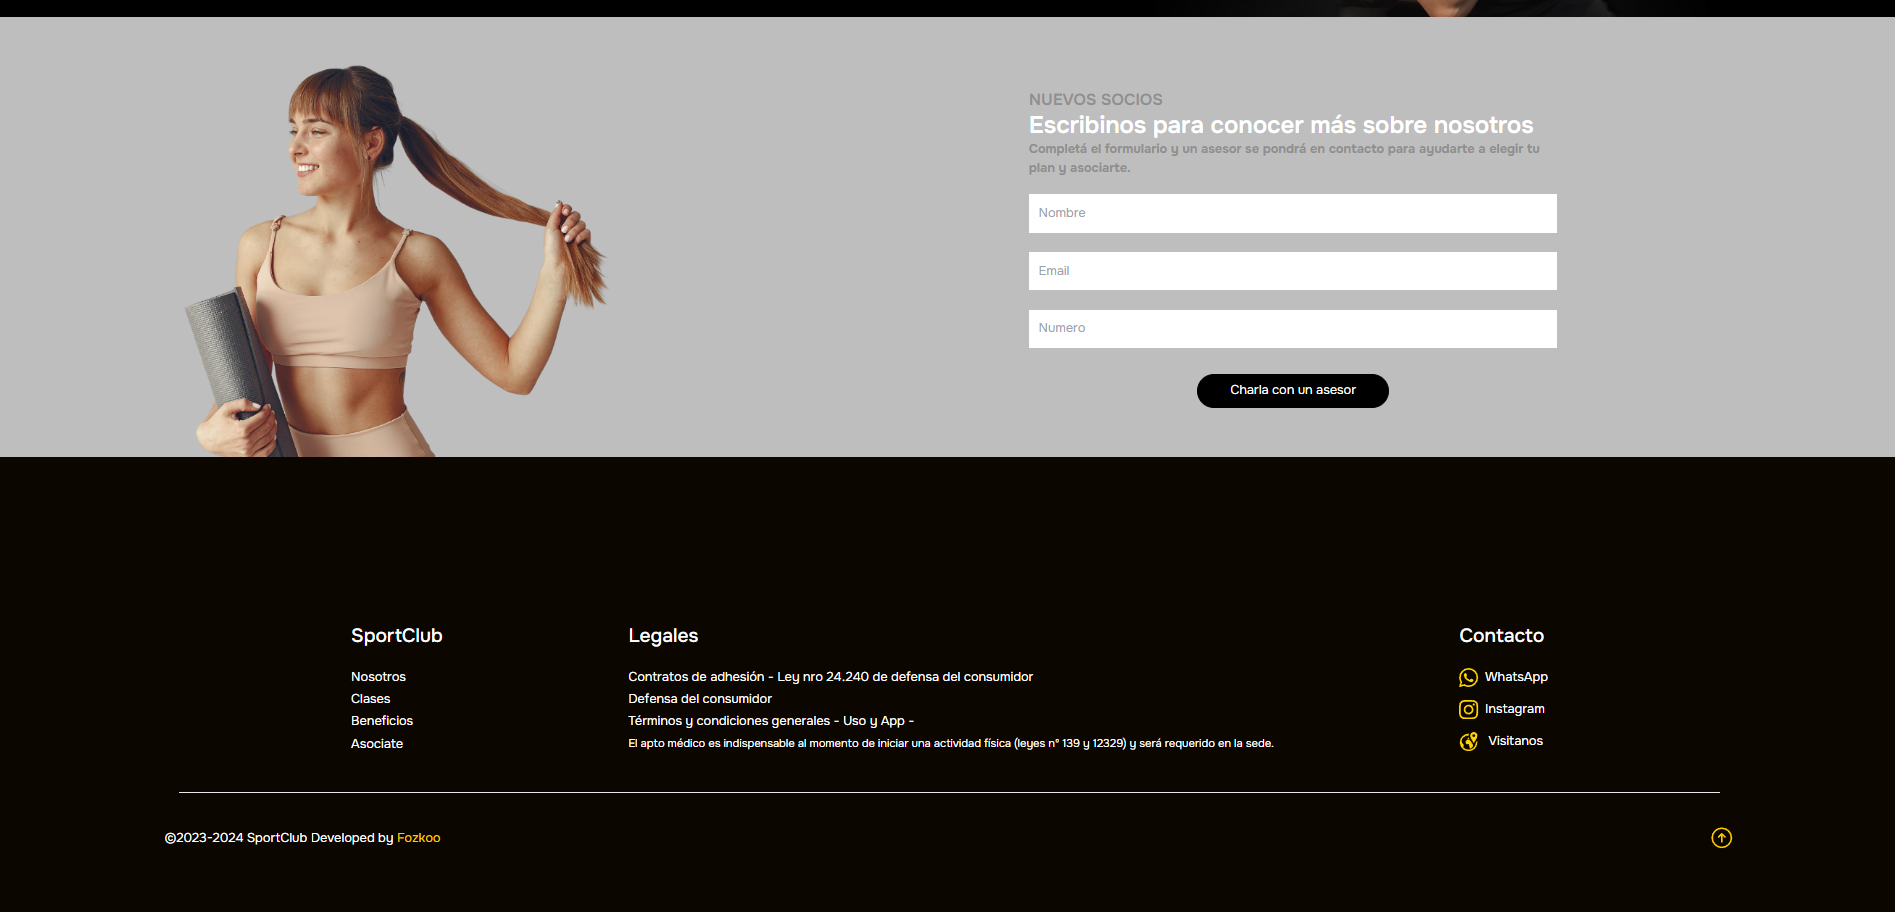 NUEVOS SOCIOS
Escribinos para conocer más sobre nosotros
Completá el formulario y un asesor se pondrá en contacto para ayudarte a elegir tu
plan y asociarte.
Nombre
Email
Numero
Charla con un asesor
SportClub
Nosotros
Clases
Beneficios
Asociate
Legales
Contratos de adhesión - Ley nro 24.240 de defensa del consumidor
Defensa del consumidor
Términos y condiciones generales - Uso y App -
El apto médico es indispensable al momento de iniciar una actividad física (leyes n° 139 y 12329) y será requerido en la sede.
Contacto
WhatsApp
Instagram
Visitanos
©2023-2024 SportClub Developed by Fozkoo